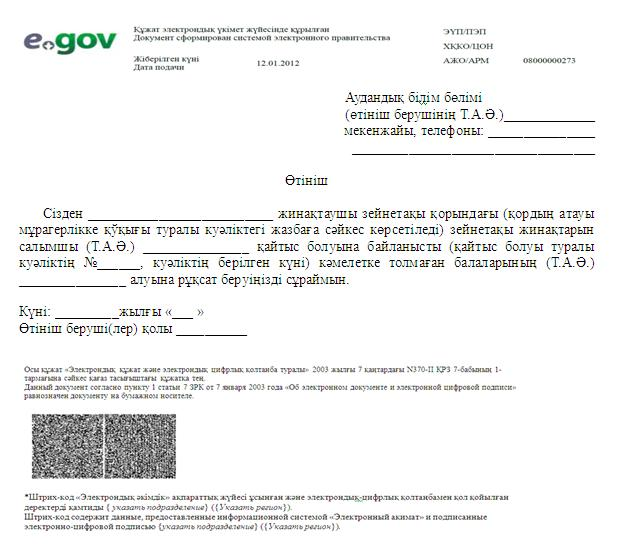 e.gov
Құжат электрондық үкімет жүйесінде құрылған
Документ сформирован системой электронного правительства
Жіберілген күні
Дата подачи
12.01.2012
ЭҮП/ПЭП
ХҚКО/ЦОН
АЖО/АРМ 08000000273
Аудандық бідім бөлімі
(өтініш берушінің Т.А.Ә.)_____________
мекенжайы, телефоны: _______________
__________________________________
Өтініш
Сізден __________________________ жинақтаушы зейнетақы қорындағы (қордың атауы
мұрагерлікке құқығы туралы куәліктегі жазбаға сәйкес көрсетіледі) зейнетақы жинақтарын
салымшы (Т.А.Ә.) _______________ қайтыс болуына байланысты (қайтыс болуы туралы
куәліктің №______, куәліктің берілген күні) кәмелетке толмаған балаларының (Т.А.Ә.)
_______________ алуына рұқсат беруіңізді сұраймын.
Күні: _________жылғы «___ »
Өтініш беруші(лер) қолы __________
Осы құжат «Электрондық құжат және электрондық цифрлық қолтаңба туралы» 2003 жылғы 7 қаңтардағы N370-II ҚРЗ 7-бабының 1-
тармағына сәйкес қағаз тасығыштағы құжатқа тең.
Данный документ согласно пункту 1 статьи 7 ЗРК от 7 января 2003 года «Об электронном документе и электронной цифровой подписи»
равнозначен документу на бумажном носителе.
*Штрих-код «Электрондық әкімдік» ақпараттық жүйесі ұсынған және электрондық-цифрлық қолтаңбамен қол қойылған
деректерді қамтиды { указать подразделение} ({Указать регион}).
Штрих-код содержит данные, предоставленные информационной системой «Электронный акимат» и подписанные
электронно-цифровой подписью {указать подразделение} ({Указать регион}).